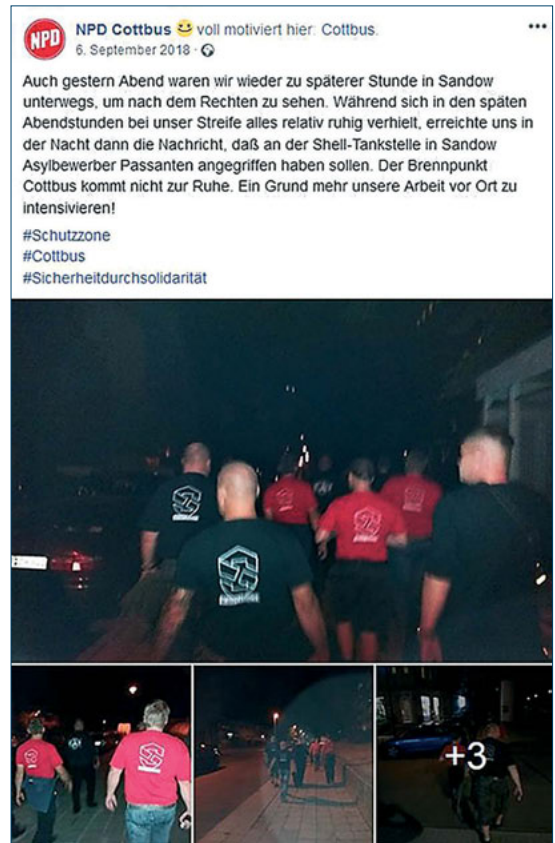 NPD
NPD Cottbus 😄 voll motiviert hier: Cottbus.
6. September 2018 ·
Auch gestern Abend waren wir wieder zu späterer Stunde in Sandow
unterwegs, um nach dem Rechten zu sehen. Während sich in den späten
Abendstunden bei unser Streife alles relativ ruhig verhielt, erreichte uns in
der Nacht dann die Nachricht, daß an der Shell-Tankstelle in Sandow
Asylbewerber Passanten angegriffen haben sollen. Der Brennpunkt
Cottbus kommt nicht zur Ruhe. Ein Grund mehr unsere Arbeit vor Ort zu
intensivieren!
#Schutzzone
#Cottbus
#Sicherheitdurchsolidarität
+3